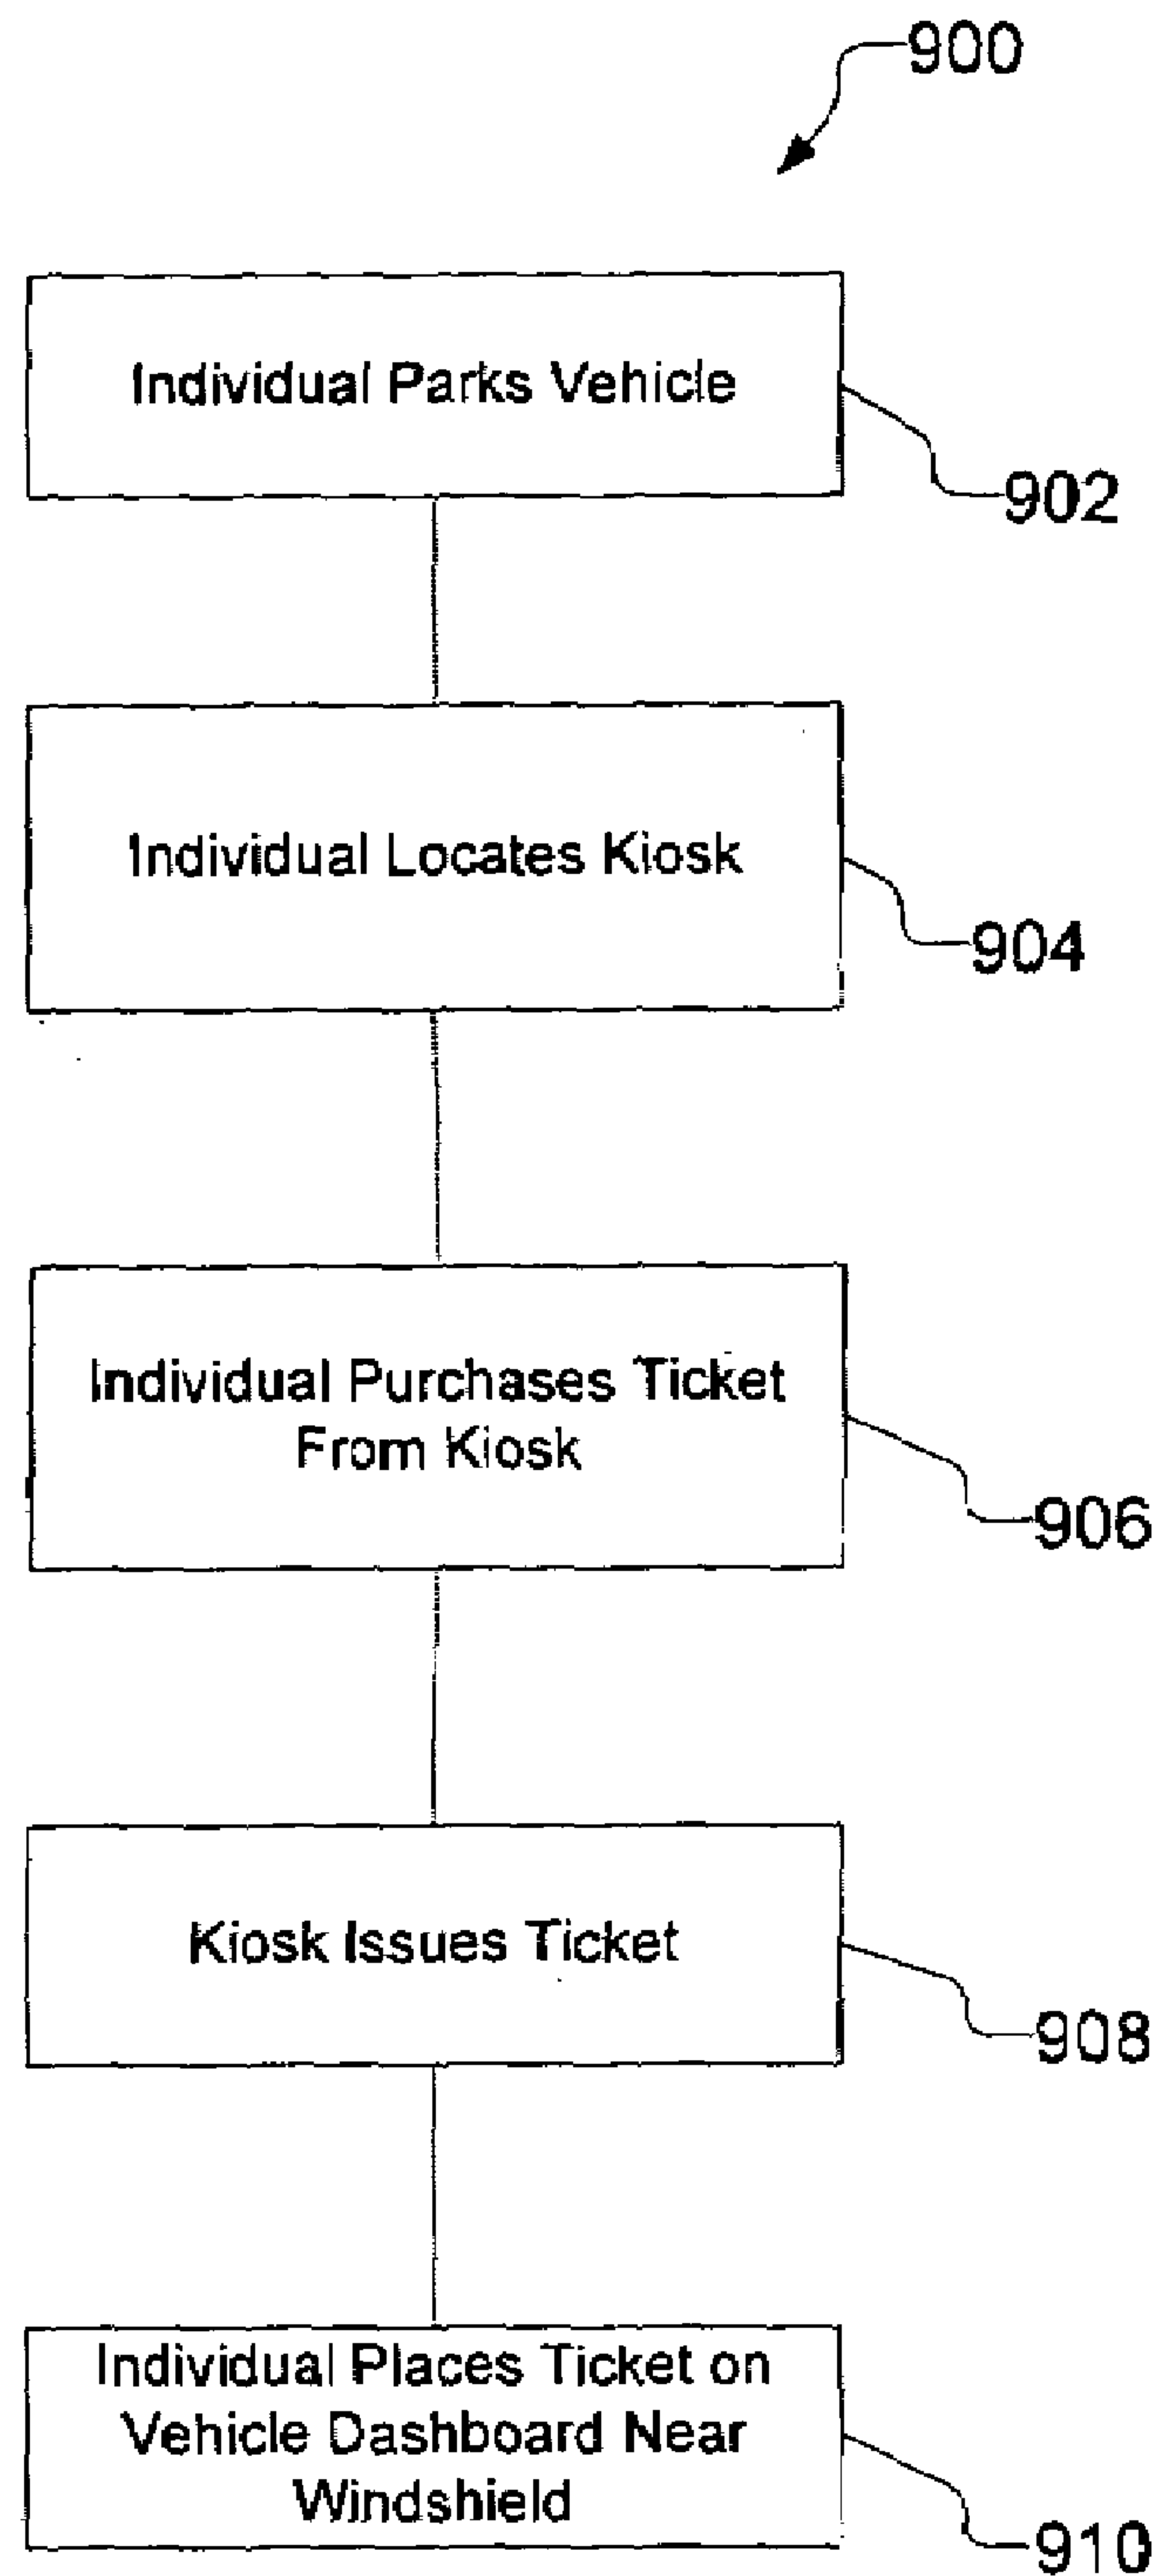 900
Individual Parks Vehicle
902
Individual Locates Kiosk
904
Individual Purchases Ticket
From Kiosk
906
Kiosk Issues Ticket
908
Individual Places Ticket on
Vehicle Dashboard Near
Windshield
910